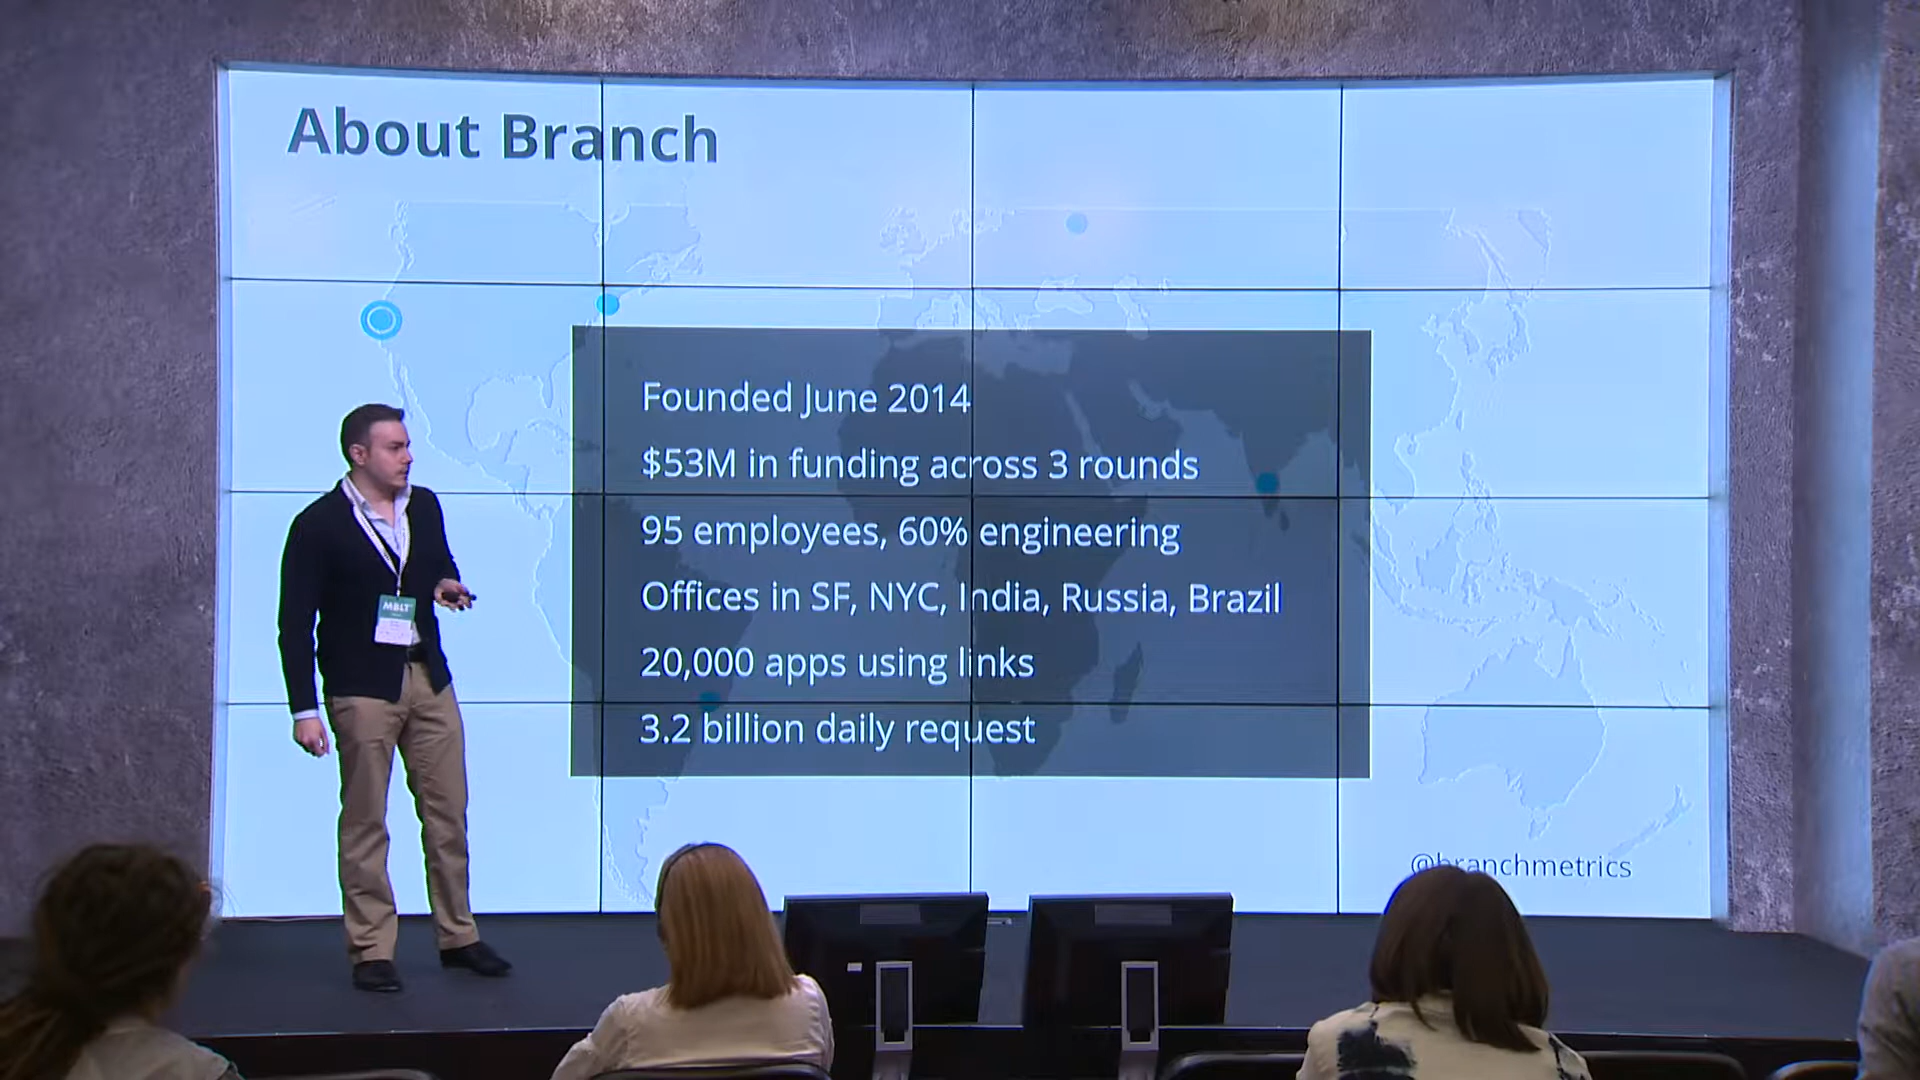 About Branch
Founded June 2014
$53M in funding across 3 rounds
95 employees, 60% engineering
Offices in SF, NYC, India, Russia, Brazil
20,000 apps using links
3.2 billion daily request
@branchmetrics
MBLT